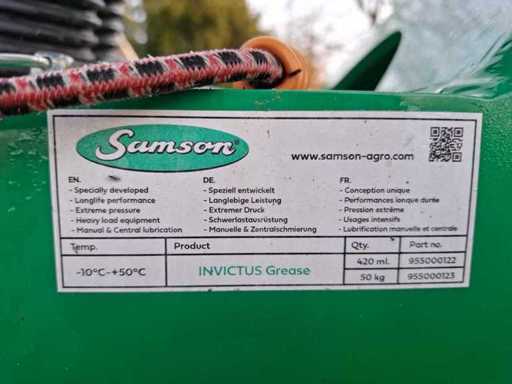 Samson
www.samson-agro.com
EN.
- Specially developed
- Longlife performance
- Extreme pressure
- Heavy load equipment
- Manual & Central lubrication
DE.
- Speziell entwickelt
- Langlebige Leistung
- Extremer Druck
- Schwerlastausrüstung
- Manuelle & Zentralschmierung
FR.
- Conception unique
- Performances longue durée
- Pression extrême
- Usages intensifs
- Lubrification manuelle et centrale
Temp. Product Qty. Part no.
-10°C-+50°C INVICTUS Grease 420 ml. 955000122
50 kg 955000123